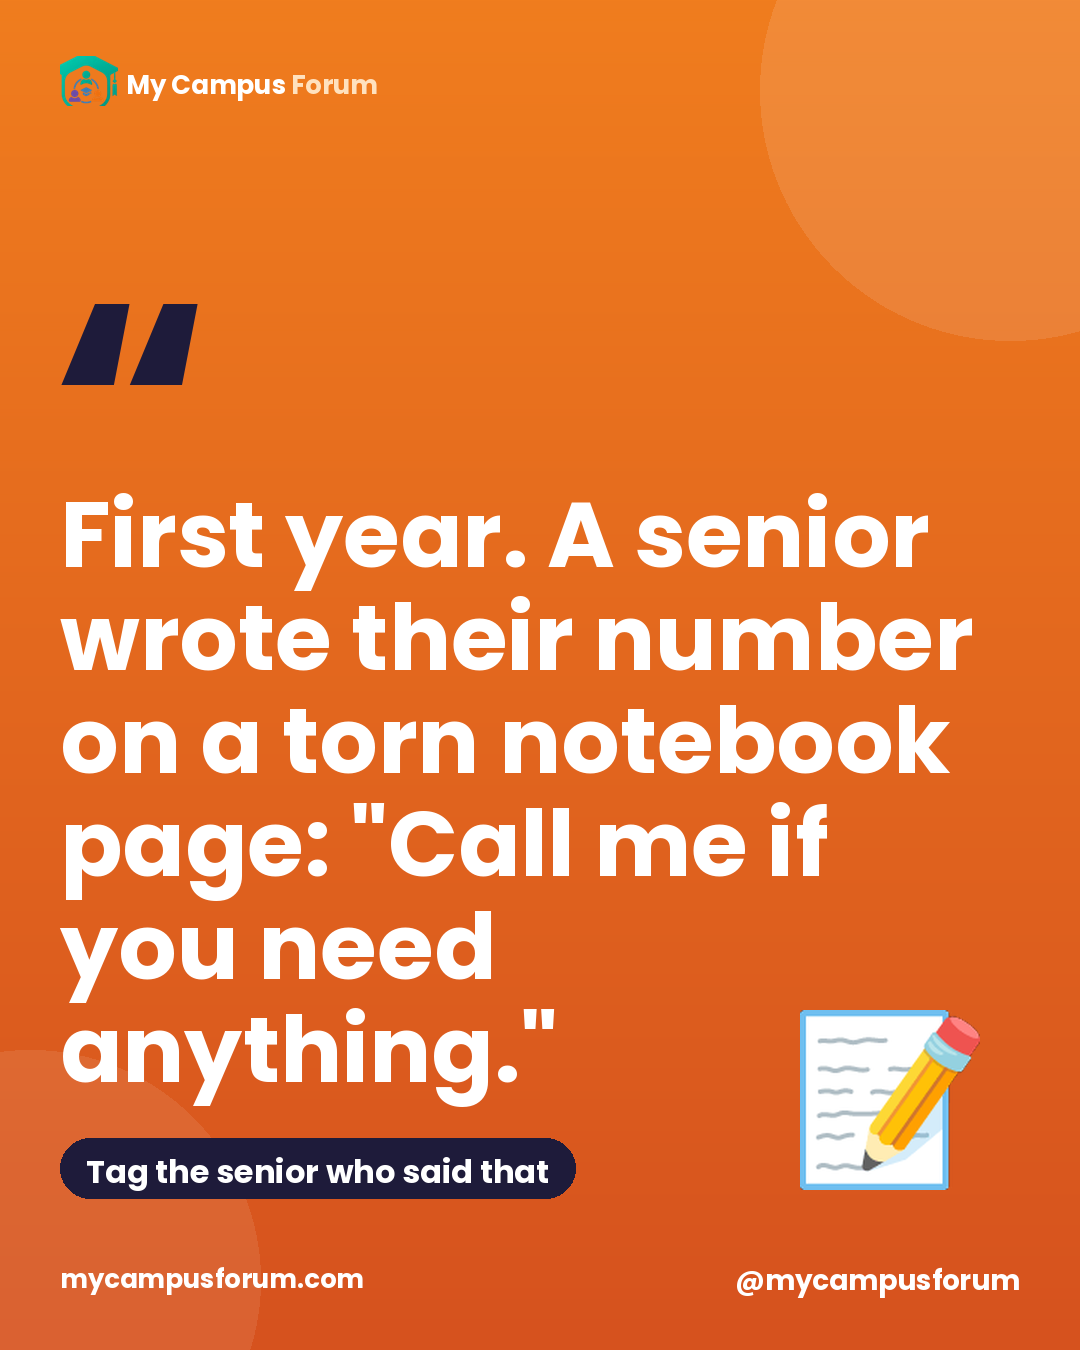 My Campus Forum
“
First year. A senior
wrote their number
on a torn notebook
page: "Call me if
you need
anything."
Tag the senior who said that
mycampusforum.com
@mycampusforum